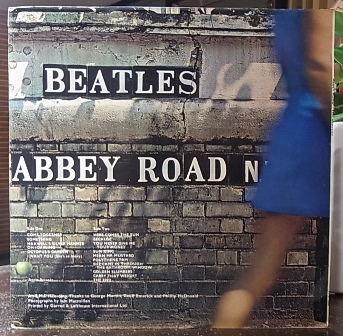 BEATLES
ABBEY ROAD N
Side One
COME TOGETHER
SOMETHING
MAXWELL'S SILVER HAMMER
OH! DARLING
OCTOPUS'S GARDEN
I WANT YOU (She's so heavy)
Side Two
HERE COMES THE SUN
BECAUSE
YOU NEVER GIVE ME
YOUR MONEY
SUN KING
MEAN MR MUSTARD
POLYTHENE PAM
SHE CAME IN THROUGH
THE BATHROOM WINDOW
GOLDEN SLUMBERS
CARRY THAT WEIGHT
THE END
Thanks to George Martin, Geoff Emerick and Phillip McDonald
Photographs by Iain Macmillan
Printed by Garrod & Lofthouse International Ltd